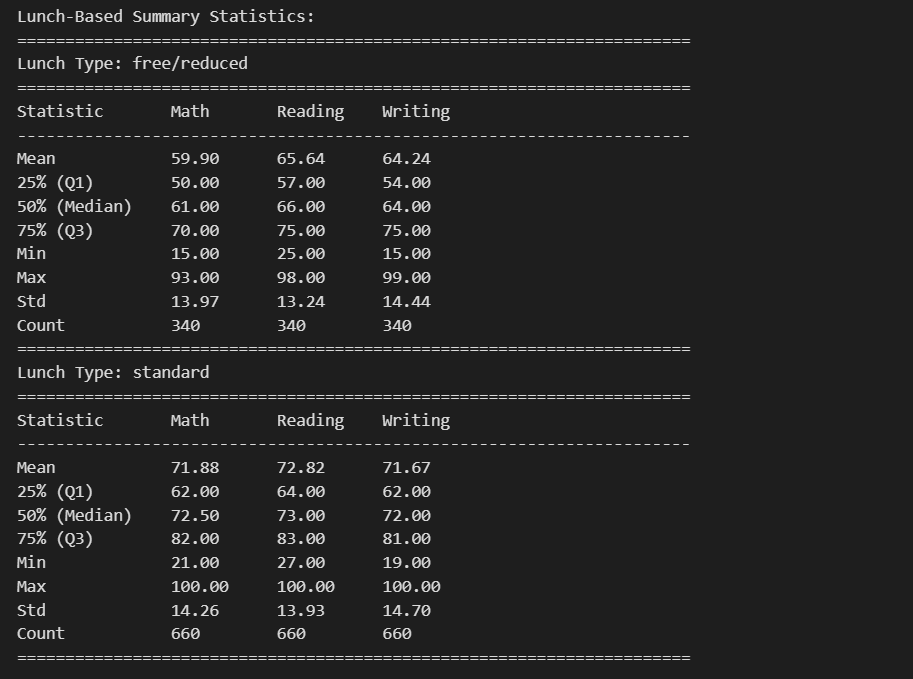 Lunch-Based Summary Statistics:
======================================================================
Lunch Type: free/reduced
======================================================================
Statistic       Math       Reading    Writing
----------------------------------------------------------------------
Mean            59.90      65.64      64.24
25% (Q1)        50.00      57.00      54.00
50% (Median)    61.00      66.00      64.00
75% (Q3)        70.00      75.00      75.00
Min             15.00      25.00      15.00
Max             93.00      98.00      99.00
Std             13.97      13.24      14.44
Count           340        340        340
======================================================================
Lunch Type: standard
======================================================================
Statistic       Math       Reading    Writing
----------------------------------------------------------------------
Mean            71.88      72.82      71.67
25% (Q1)        62.00      64.00      62.00
50% (Median)    72.50      73.00      72.00
75% (Q3)        82.00      83.00      81.00
Min             21.00      27.00      19.00
Max             100.00     100.00     100.00
Std             14.26      13.93      14.70
Count           660        660        660
======================================================================